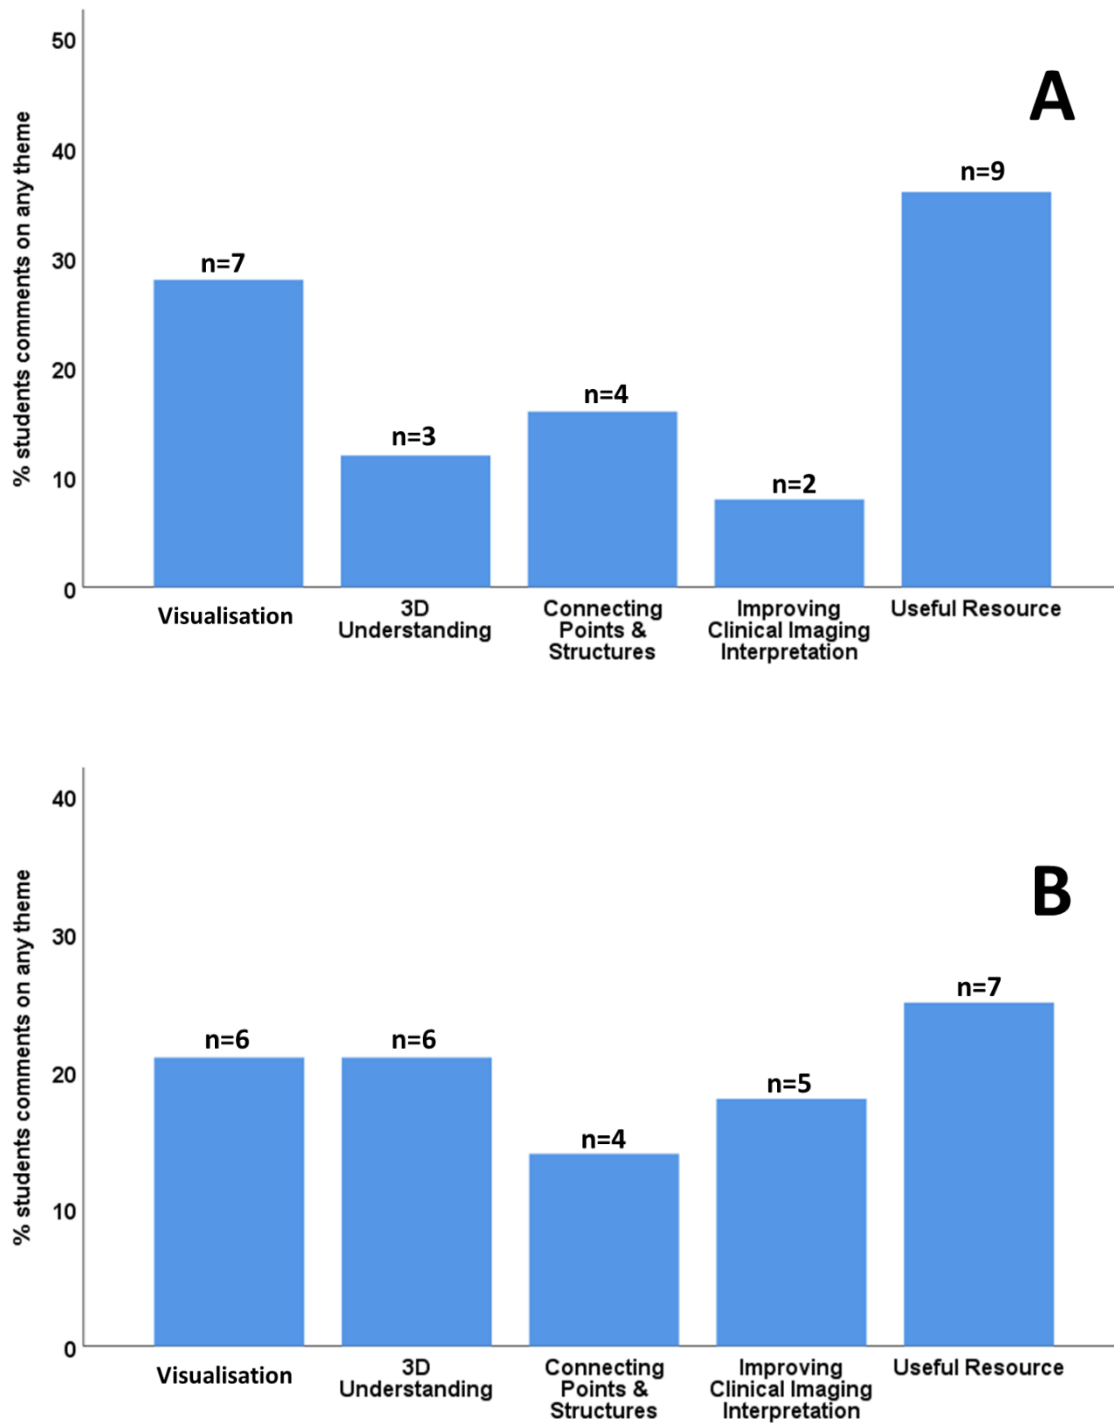 A
% students comments on any theme
50
40
30
20
10
0
n=7
n=3
n=4
n=2
n=9
Visualisation
3D
Understanding
Connecting
Points &
Structures
Improving
Clinical Imaging
Interpretation
Useful Resource
B
% students comments on any theme
40
30
20
10
0
n=6
n=6
n=4
n=5
n=7
Visualisation
3D
Understanding
Connecting
Points &
Structures
Improving
Clinical Imaging
Interpretation
Useful Resource